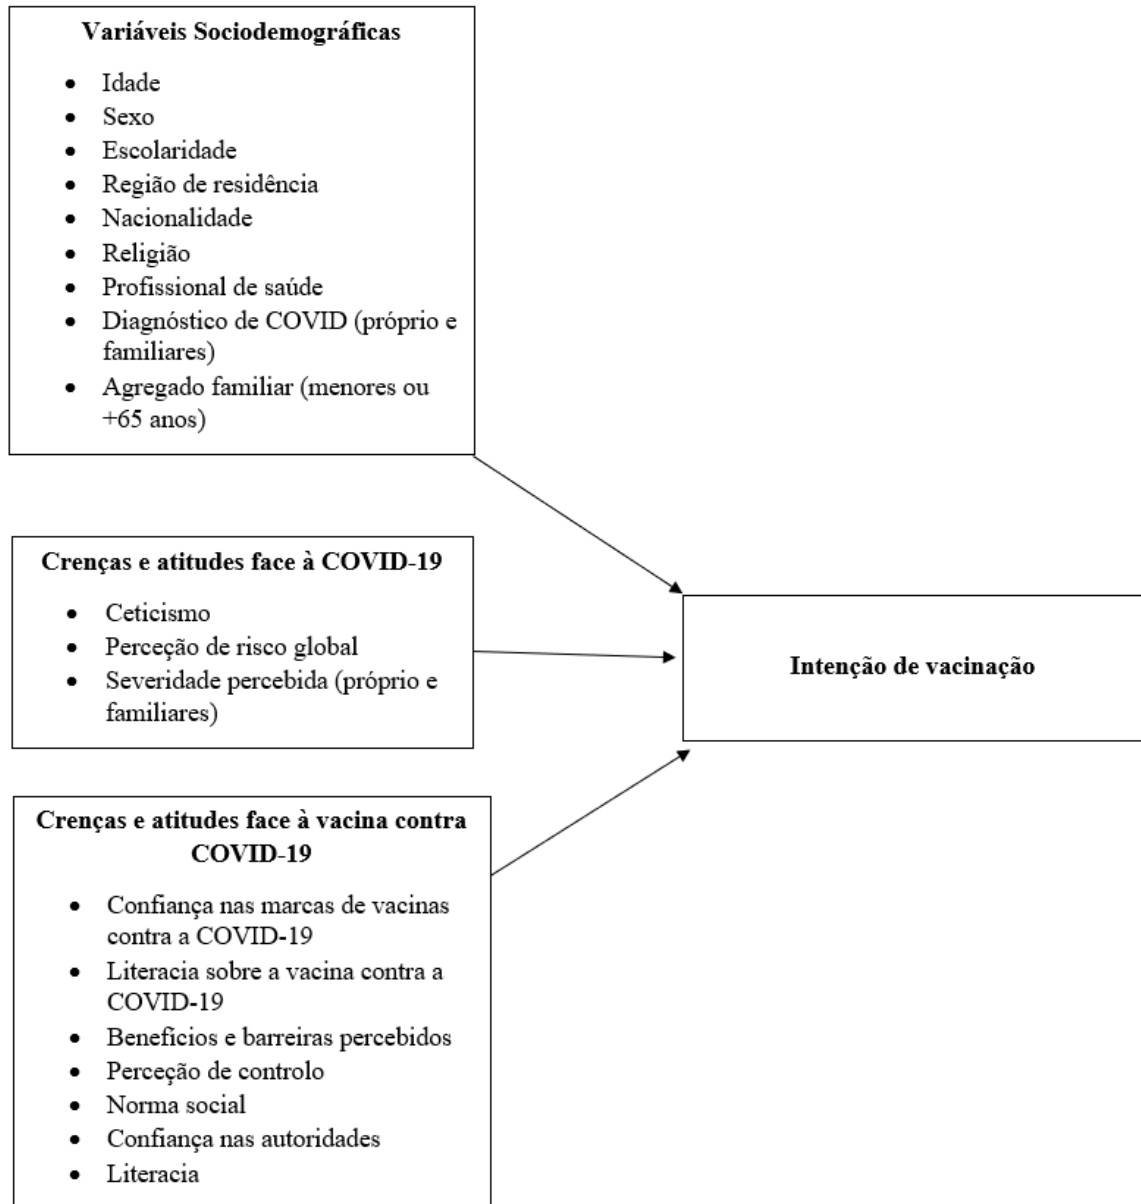 Variáveis Sociodemográficas
• Idade
• Sexo
• Escolaridade
• Região de residência
• Nacionalidade
• Religião
• Profissional de saúde
• Diagnóstico de COVID (próprio e
familiares)
• Agregado familiar (menores ou
+65 anos)
Crenças e atitudes face à COVID-19
• Ceticismo
• Perceção de risco global
• Severidade percebida (próprio e
familiares)
Intenção de vacinação
Crenças e atitudes face à vacina contra
COVID-19
• Confiança nas marcas de vacinas
contra a COVID-19
• Literacia sobre a vacina contra a
COVID-19
• Benefícios e barreiras percebidos
• Perceção de controlo
• Norma social
• Confiança nas autoridades
• Literacia